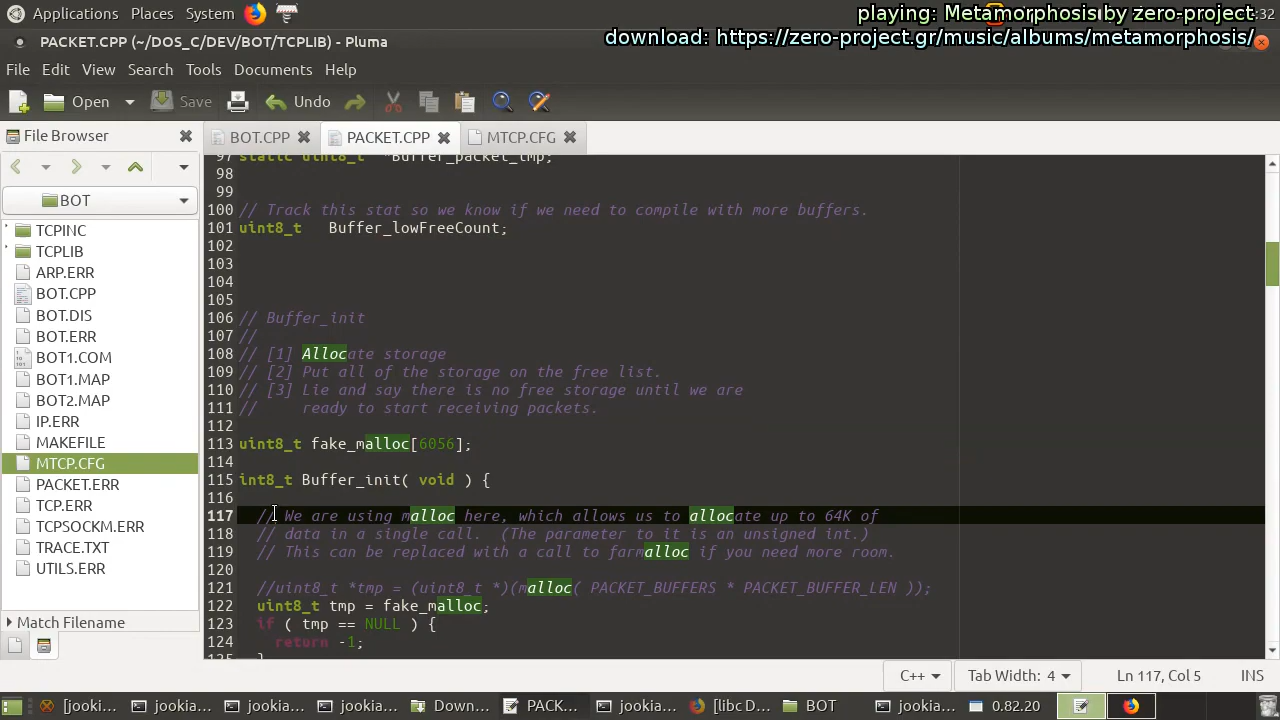 Applications Places System
playing: Metamorphosis by zero-project
:32
PACKET.CPP (~/DOS_C/DEV/BOT/TCPLIB) - Pluma
download: https://zero-project.gr/music/albums/metamorphosis/
File Edit View Search Tools Documents Help
Open Save Undo
File Browser
BOT.CPP PACKET.CPP MTCP.CFG
BOT
TCPINC
TCPLIB
ARP.ERR
BOT.CPP
BOT.DIS
BOT.ERR
BOT1.COM
BOT1.MAP
BOT2.MAP
IP.ERR
MAKEFILE
MTCP.CFG
PACKET.ERR
TCP.ERR
TCPSOCKM.ERR
TRACE.TXT
UTILS.ERR
Match Filename
97 static uint8_t *Buffer_packet_tmp;
98
99
100 // Track this stat so we know if we need to compile with more buffers.
101 uint8_t Buffer_lowFreeCount;
102
103
104
105
106 // Buffer_init
107 //
108 // [1] Allocate storage
109 // [2] Put all of the storage on the free list.
110 // [3] Lie and say there is no free storage until we are
111 // ready to start receiving packets.
112
113 uint8_t fake_malloc[6056];
114
115 int8_t Buffer_init( void ) {
116
117 // We are using malloc here, which allows us to allocate up to 64K of
118 // data in a single call. (The parameter to it is an unsigned int.)
119 // This can be replaced with a call to farmalloc if you need more room.
120
121 //uint8_t *tmp = (uint8_t *)(malloc( PACKET_BUFFERS * PACKET_BUFFER_LEN ));
122 uint8_t tmp = fake_malloc;
123 if ( tmp == NULL ) {
124 return -1;
125 }
C++ Tab Width: 4 Ln 117, Col 5 INS
[jooki... jookia... jookia... jookia... Down... PACK... jookia... [libc D... BOT jookia... 0.82.20